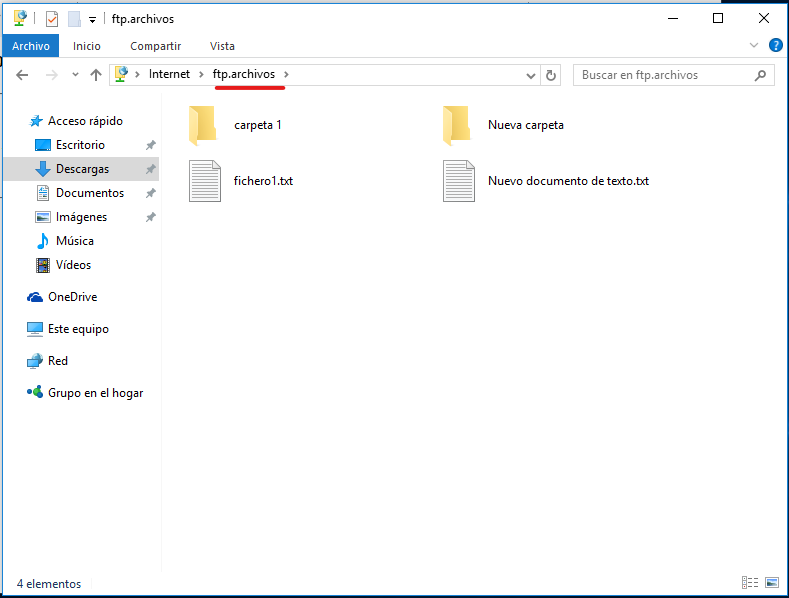 ftp.archivos
Archivo Inicio Compartir Vista
Internet ftp.archivos Buscar en ftp.archivos
Acceso rápido
Escritorio
Descargas
Documentos
Imágenes
Música
Vídeos
OneDrive
Este equipo
Red
Grupo en el hogar
carpeta 1 Nueva carpeta
fichero1.txt Nuevo documento de texto.txt
4 elementos